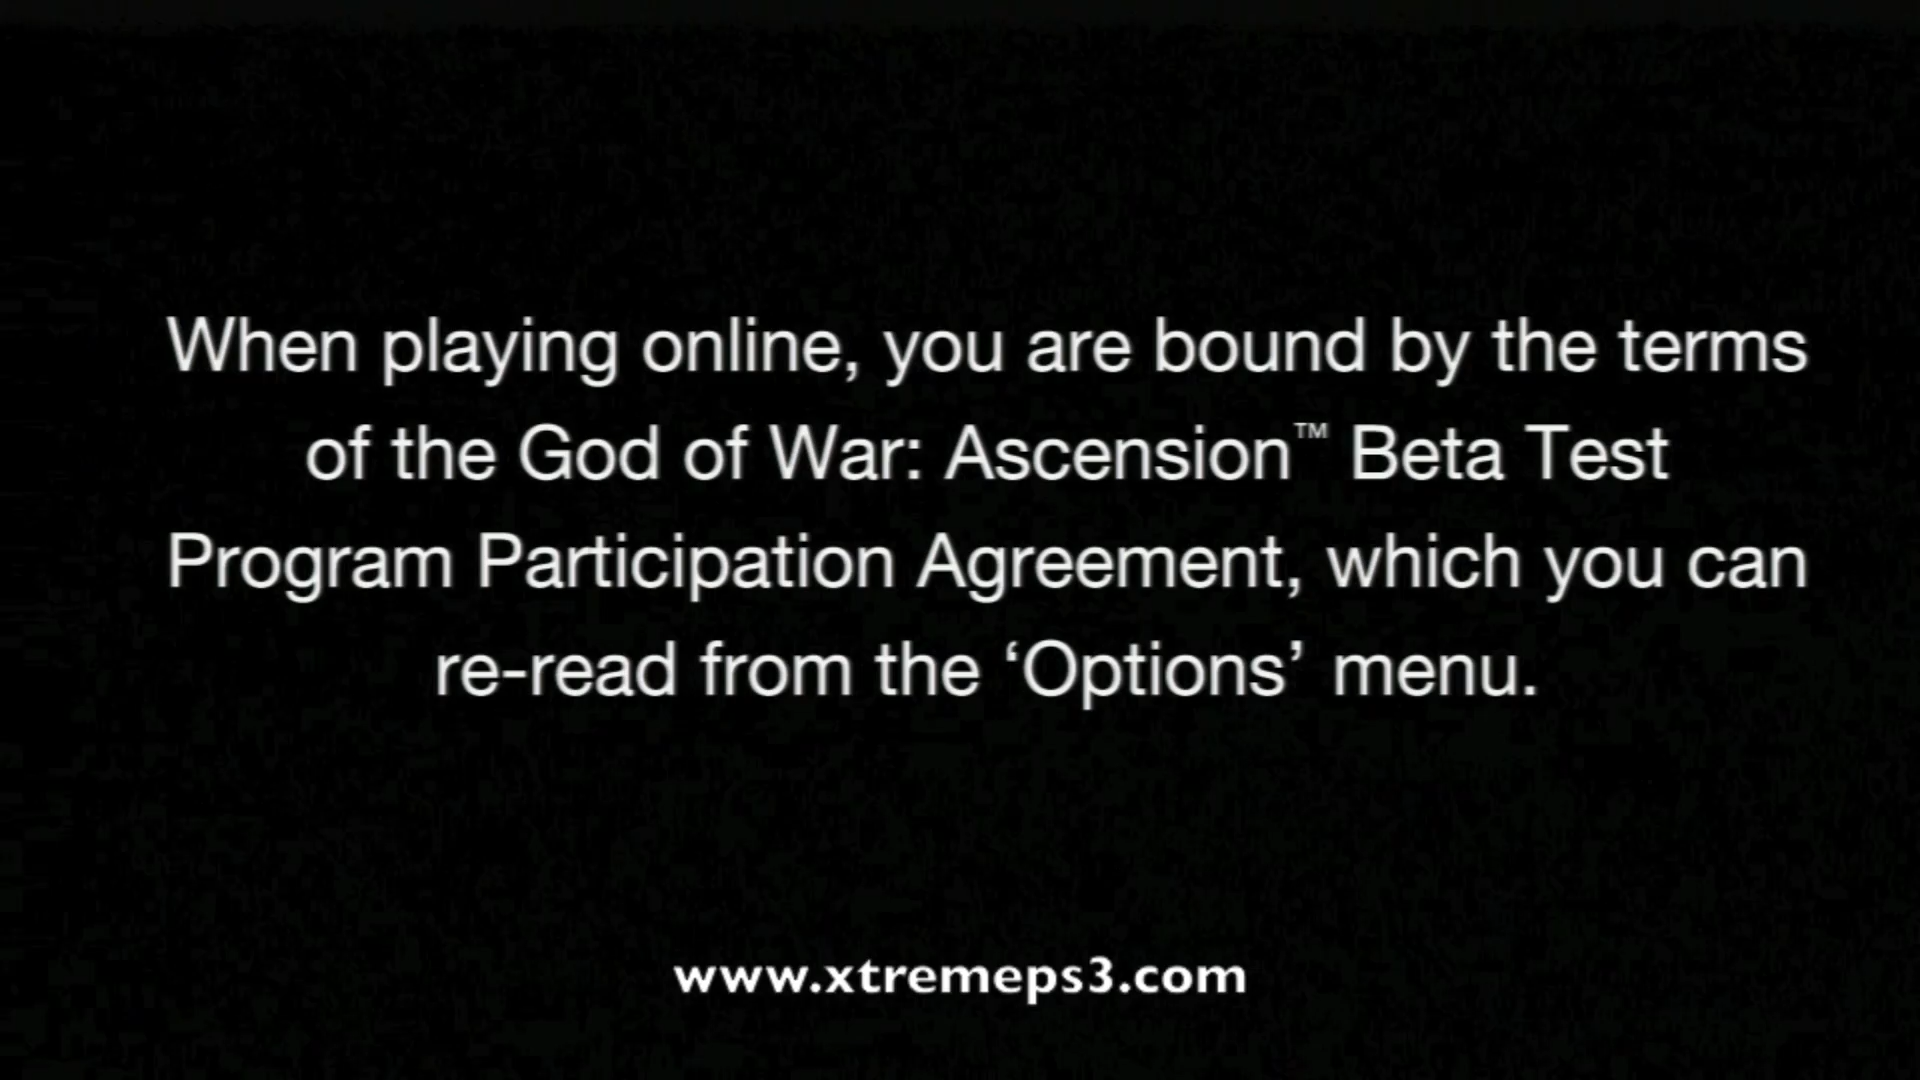 When playing online, you are bound by the terms
of the God of War: Ascension™ Beta Test
Program Participation Agreement, which you can
re-read from the ‘Options’ menu.
www.xtremeps3.com